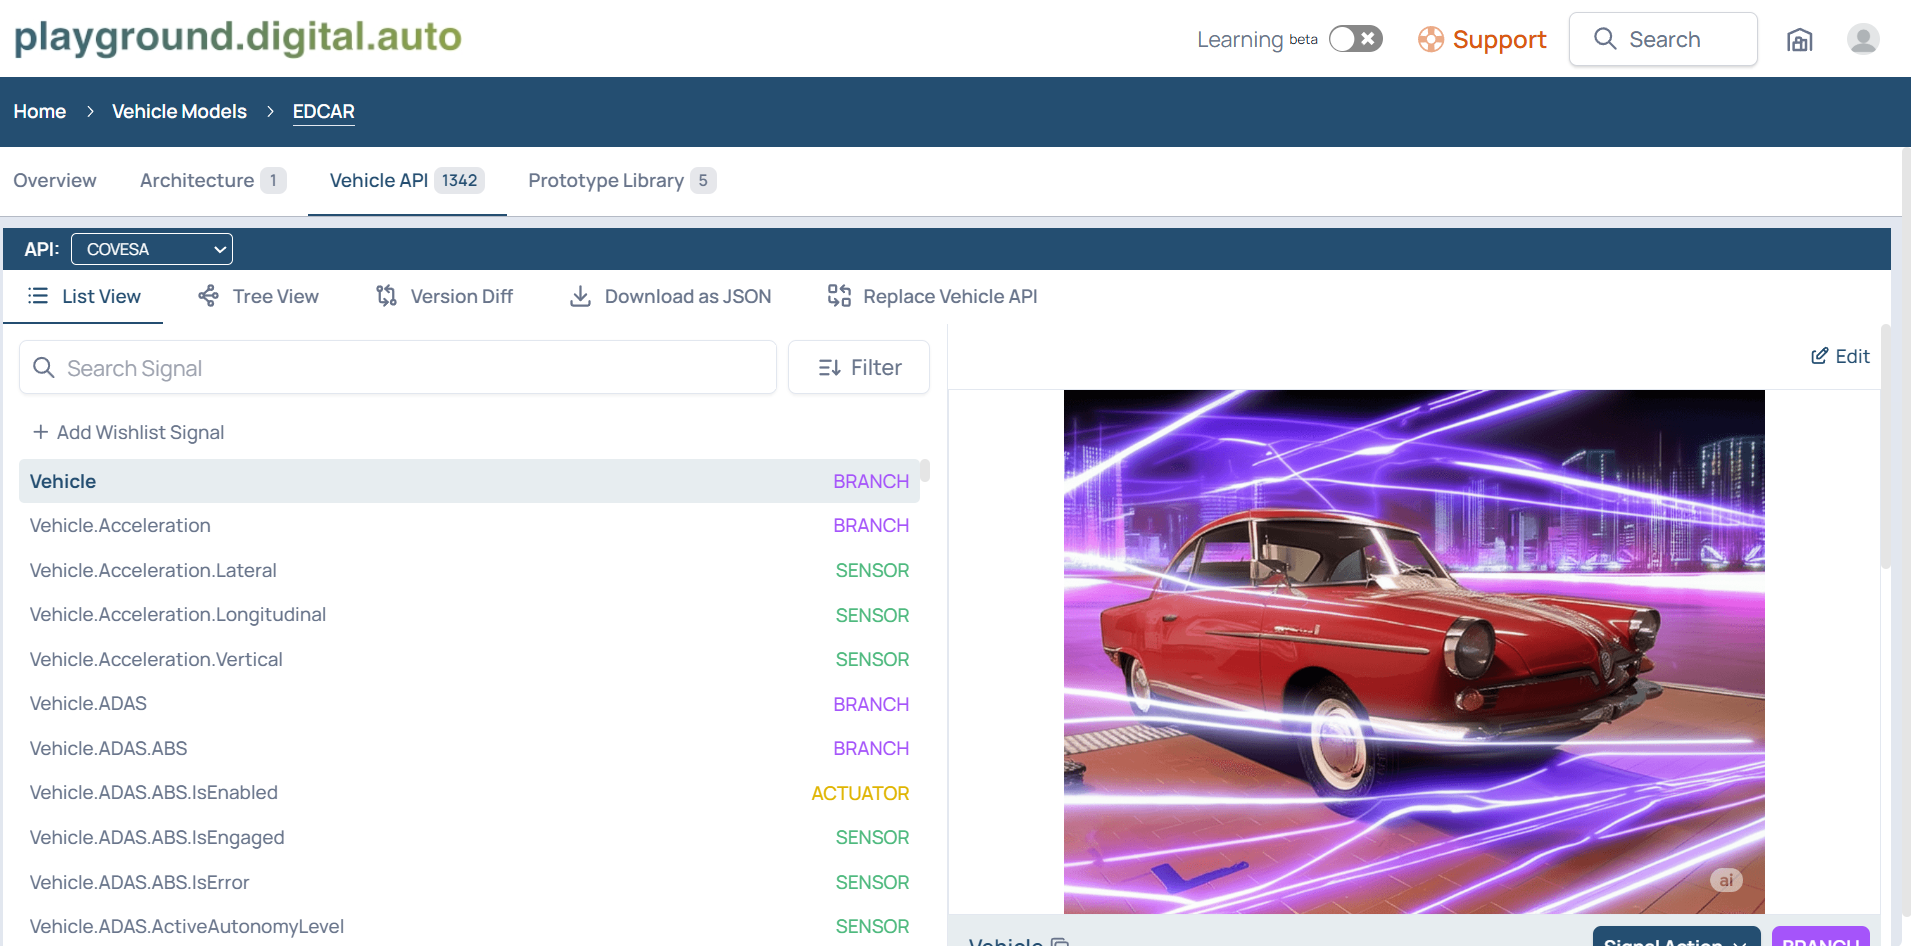 playground.digital.auto
Learning beta
Support
Search
Home > Vehicle Models > EDCAR
Overview
Architecture 1
Vehicle API 1342
Prototype Library 5
API: COVESA
List View
Tree View
Version Diff
Download as JSON
Replace Vehicle API
Search Signal
Filter
Edit
+ Add Wishlist Signal
Vehicle BRANCH
Vehicle.Acceleration BRANCH
Vehicle.Acceleration.Lateral SENSOR
Vehicle.Acceleration.Longitudinal SENSOR
Vehicle.Acceleration.Vertical SENSOR
Vehicle.ADAS BRANCH
Vehicle.ADAS.ABS BRANCH
Vehicle.ADAS.ABS.IsEnabled ACTUATOR
Vehicle.ADAS.ABS.IsEngaged SENSOR
Vehicle.ADAS.ABS.IsError SENSOR
Vehicle.ADAS.ActiveAutonomyLevel SENSOR
ai
Vehicle
Signal Action
BRANCH